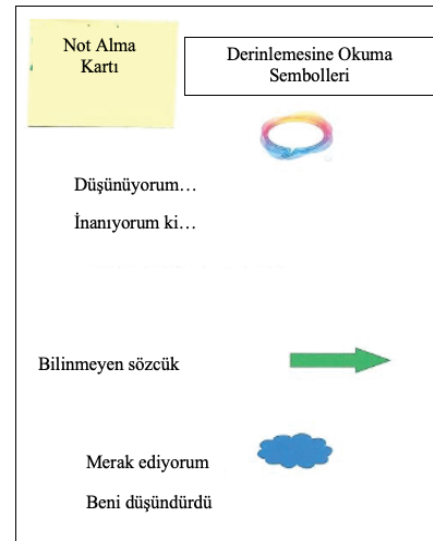 Not Alma
Kartı
Derinlemesine Okuma
Sembolleri
Düşünüyorum…
İnanıyorum ki…
Bilinmeyen sözcük
Merak ediyorum
Beni düşündürdü